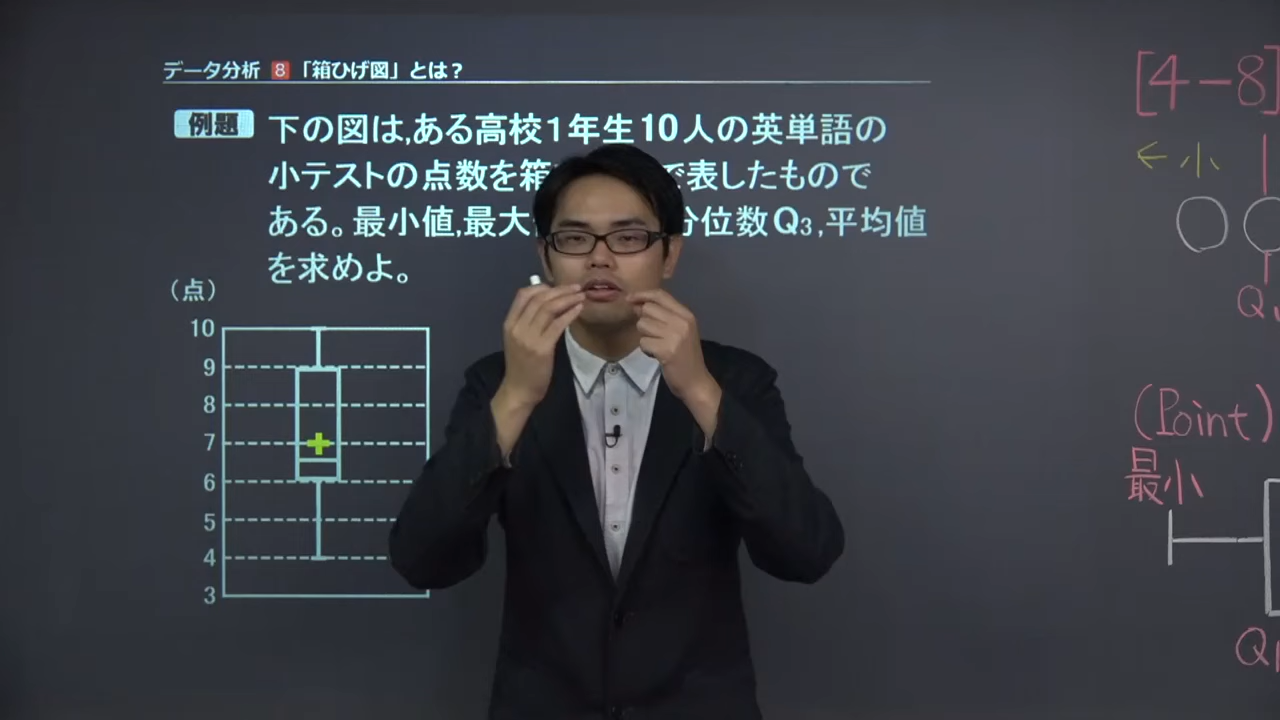 データ分析 8 「箱ひげ図」とは?
例題 下の図は,ある高校1年生10人の英単語の
小テストの点数を箱 で表したもので
ある。最小値,最大 分位数Q3,平均値
を求めよ。
(点)
10
9
8
7
6
5
4
3
[4-8]
← 小
Q
(Point)
最小
Q